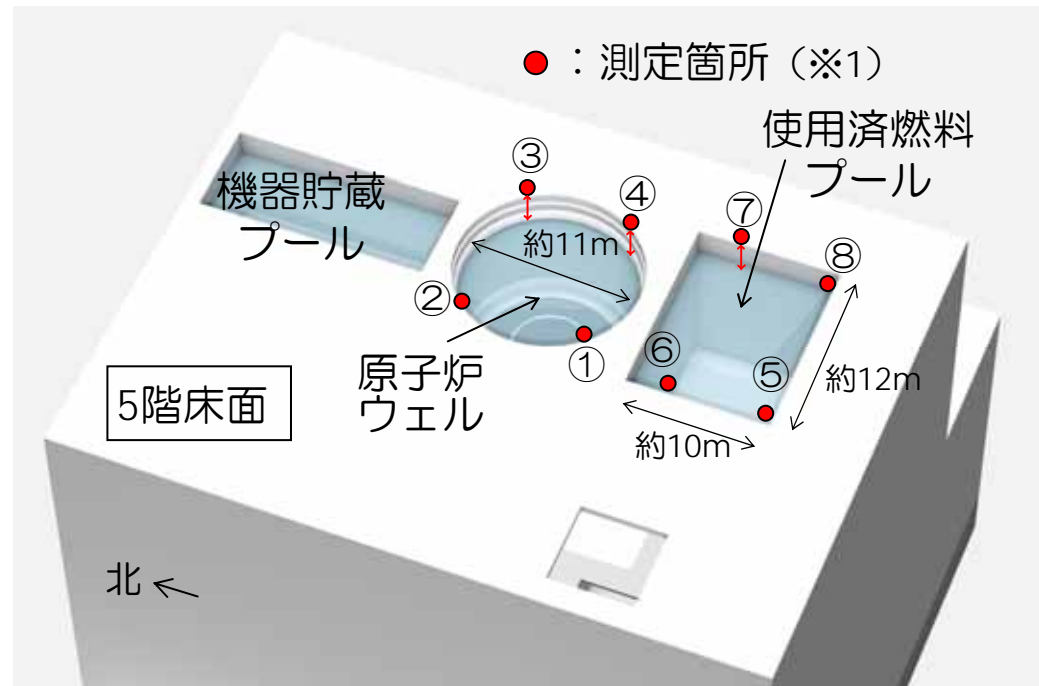 ●：測定箇所（※1）
使用済燃料
プール
機器貯蔵
プール
③
④
⑦
⑧
約11m
②
①
⑥
⑤
原子炉
ウェル
5階床面
約12m
約10m
北